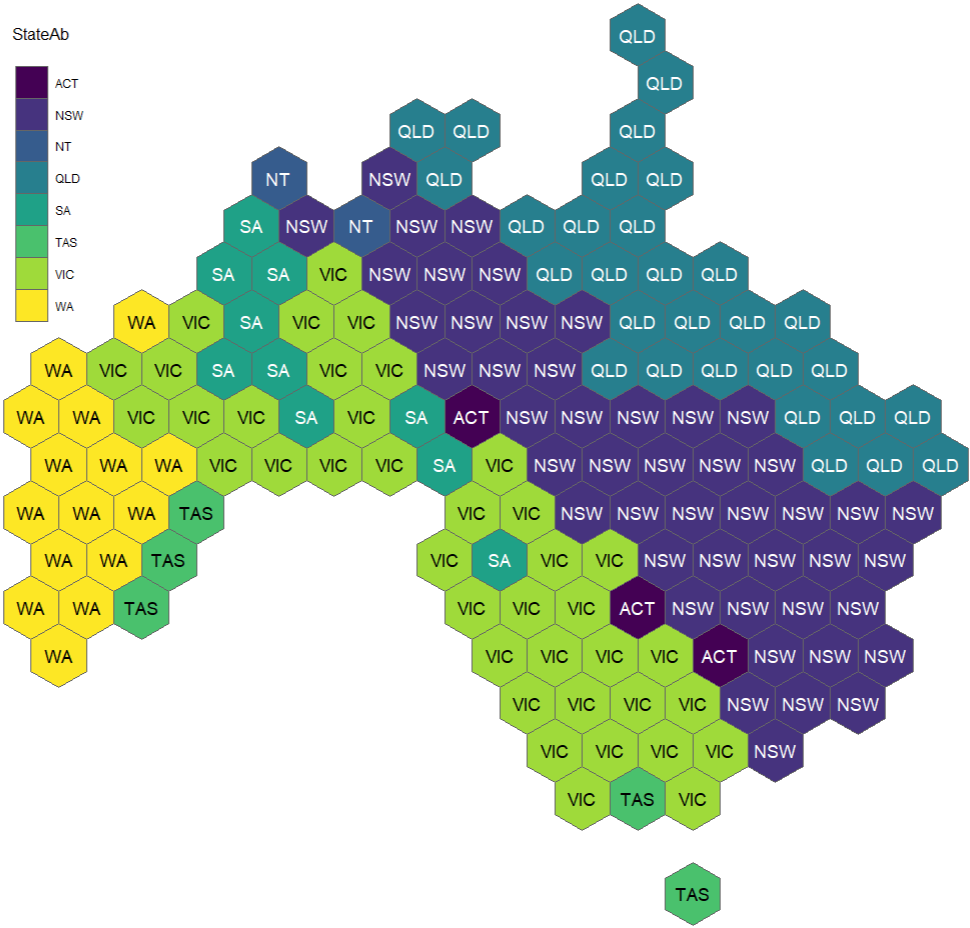 QLD
StateAb
ACT QLD
NSW QLD QLD QLD
NT
QLD NT NSW QLD QLD QLD
SA SA NSW NT NSW NSW QLD QLD QLD
TAS
VIC SA SA VIC NSW NSW NSW QLD QLD QLD QLD
WA WA VIC SA VIC VIC NSW NSW NSW NSW QLD QLD QLD QLD
WA VIC VIC SA SA VIC VIC NSW NSW NSW QLD QLD QLD QLD QLD
WA WA VIC VIC VIC SA VIC SA ACT NSW NSW NSW NSW NSW QLD QLD QLD
WA WA WA VIC VIC VIC VIC SA VIC NSW NSW NSW NSW NSW QLD QLD QLD
WA WA WA TAS VIC VIC NSW NSW NSW NSW NSW NSW NSW
WA WA TAS VIC SA VIC VIC NSW NSW NSW NSW NSW
WA WA TAS VIC VIC VIC ACT NSW NSW NSW NSW
WA VIC VIC VIC VIC ACT NSW NSW NSW
VIC VIC VIC VIC NSW NSW NSW
VIC VIC VIC VIC NSW
VIC TAS VIC
TAS